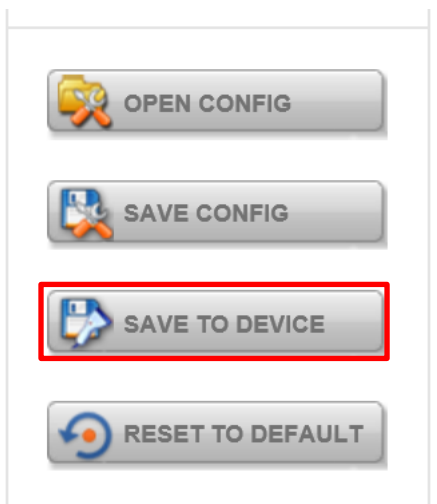 OPEN CONFIG
SAVE CONFIG
SAVE TO DEVICE
RESET TO DEFAULT